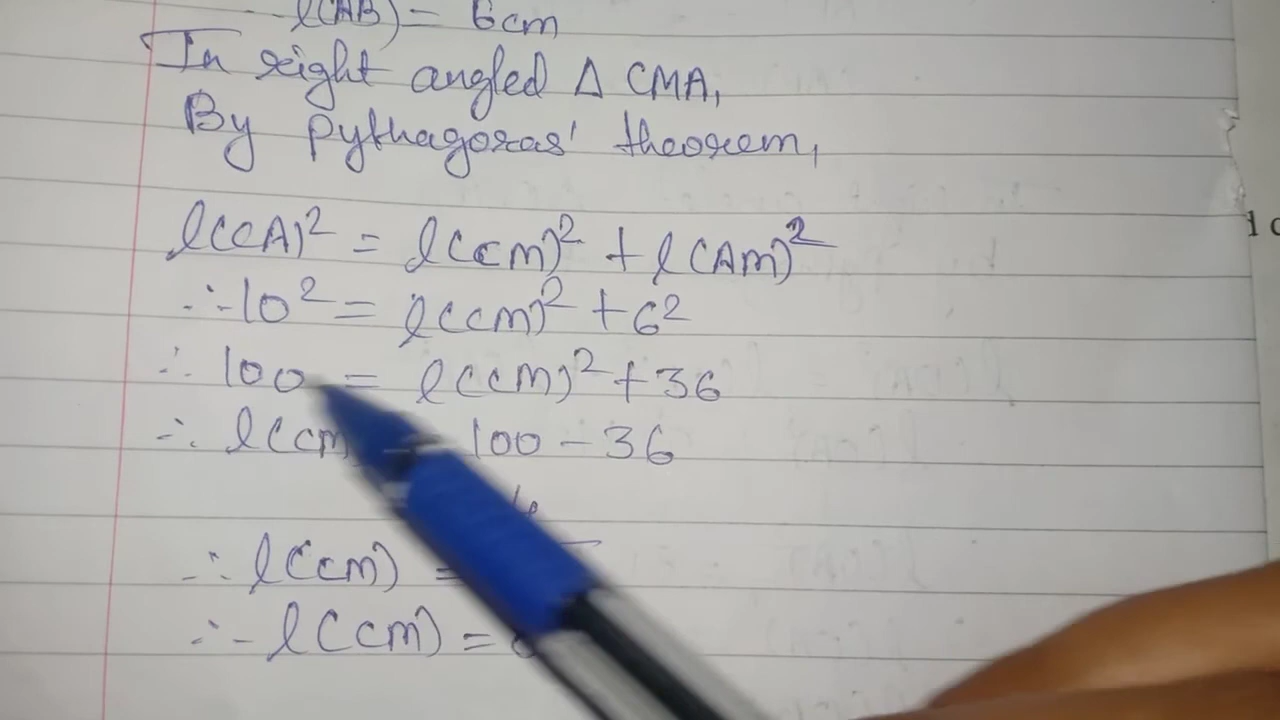 l(AB) = 6cm
In right angled Δ CMA,
By Pythagoras' theorem,
l(CA)² = l(CM)² + l(AM)²
∴ 10² = l(CM)² + 6²
∴ 100 = l(CM)² + 36
∴ l(CM) 100 - 36
∴ l(CM) =
∴ l(CM) =